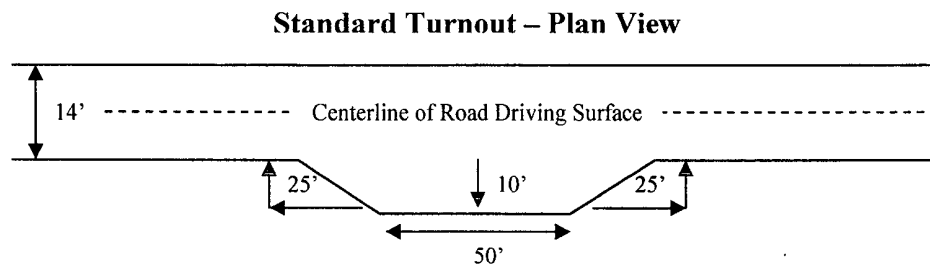 Standard Turnout – Plan View
14’
Centerline of Road Driving Surface
25’
10’
25’
50’